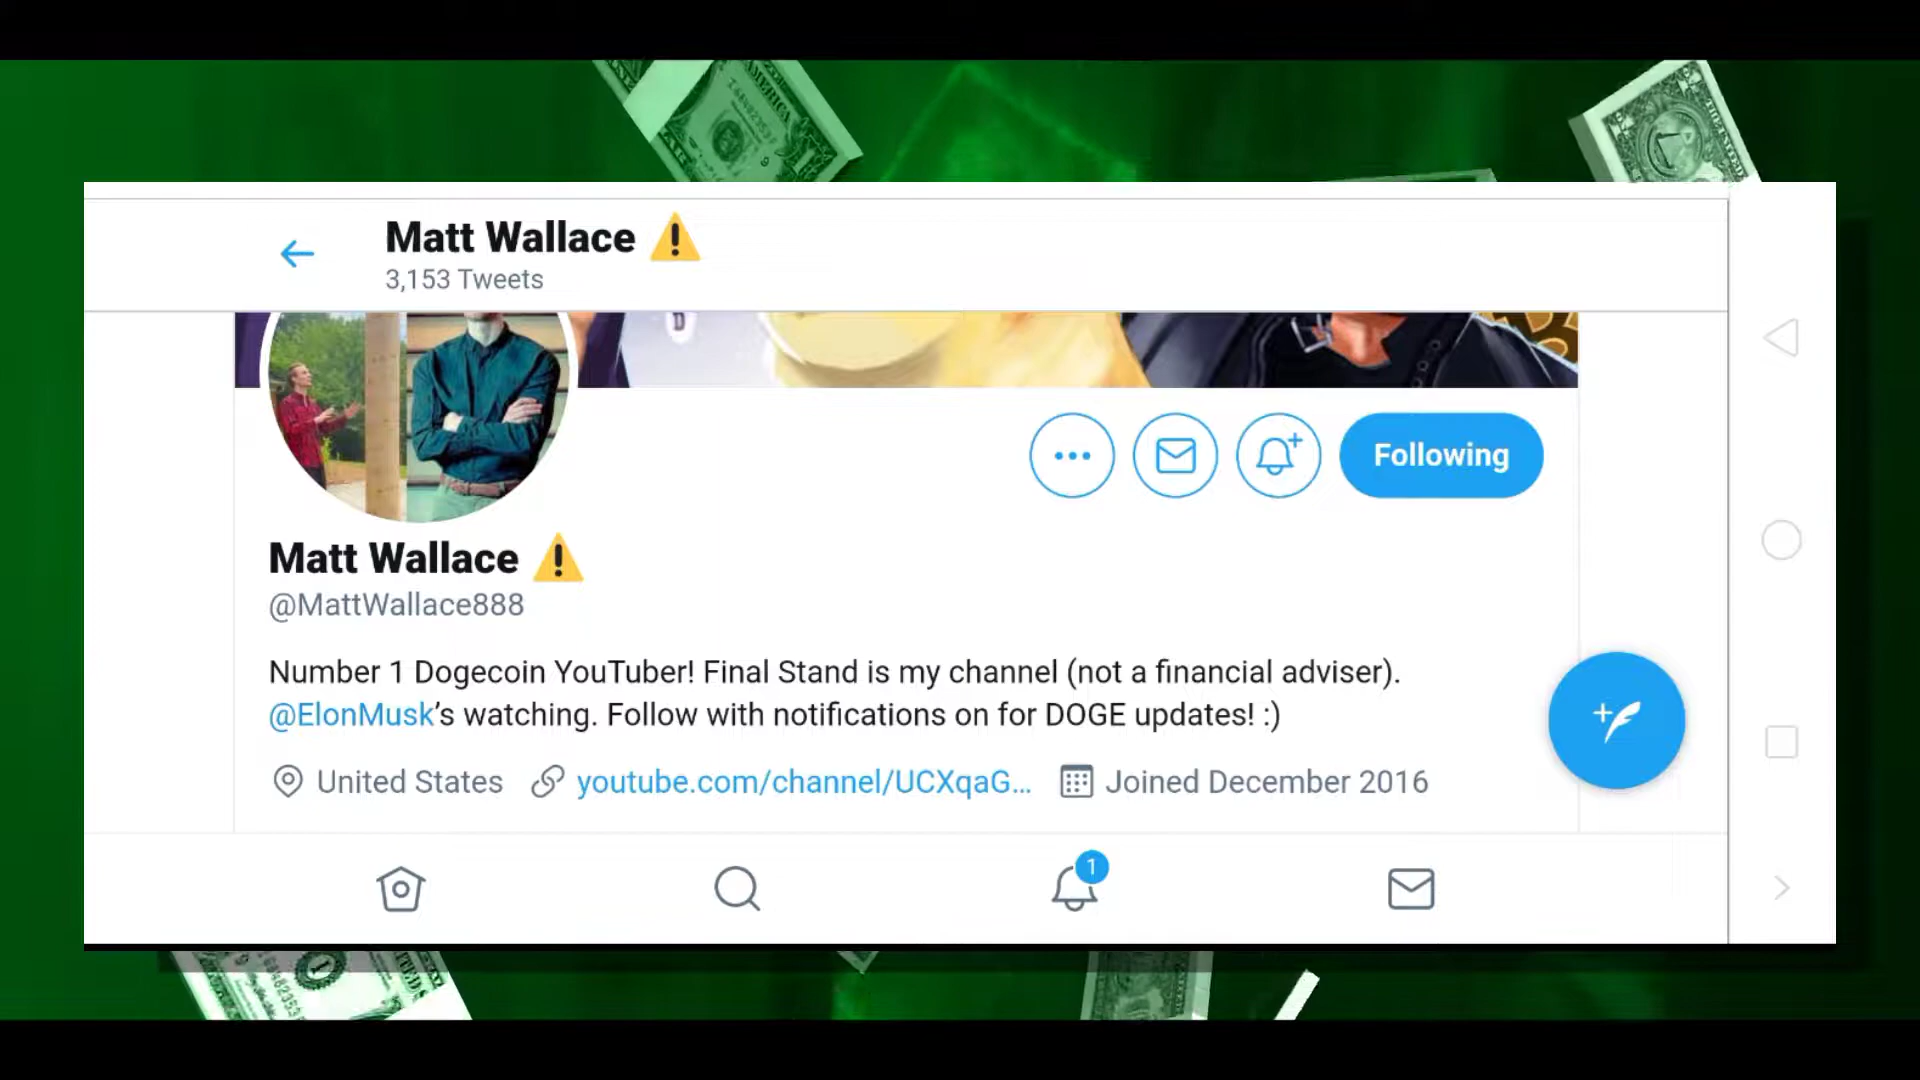 Matt Wallace ⚠️
3,153 Tweets
Following
Matt Wallace ⚠️
@MattWallace888
Number 1 Dogecoin YouTuber! Final Stand is my channel (not a financial adviser).
@ElonMusk’s watching. Follow with notifications on for DOGE updates! :)
United States youtube.com/channel/UCXqaG... Joined December 2016
1